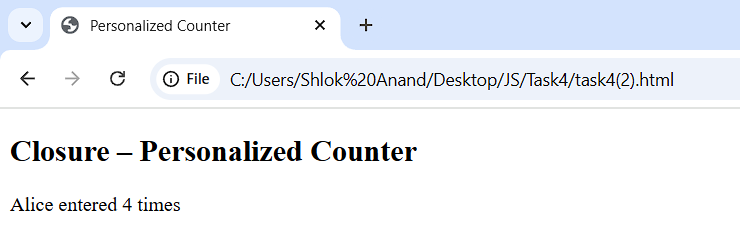 Personalized Counter
File C:/Users/Shlok%20Anand/Desktop/JS/Task4/task4(2).html
Closure – Personalized Counter
Alice entered 4 times